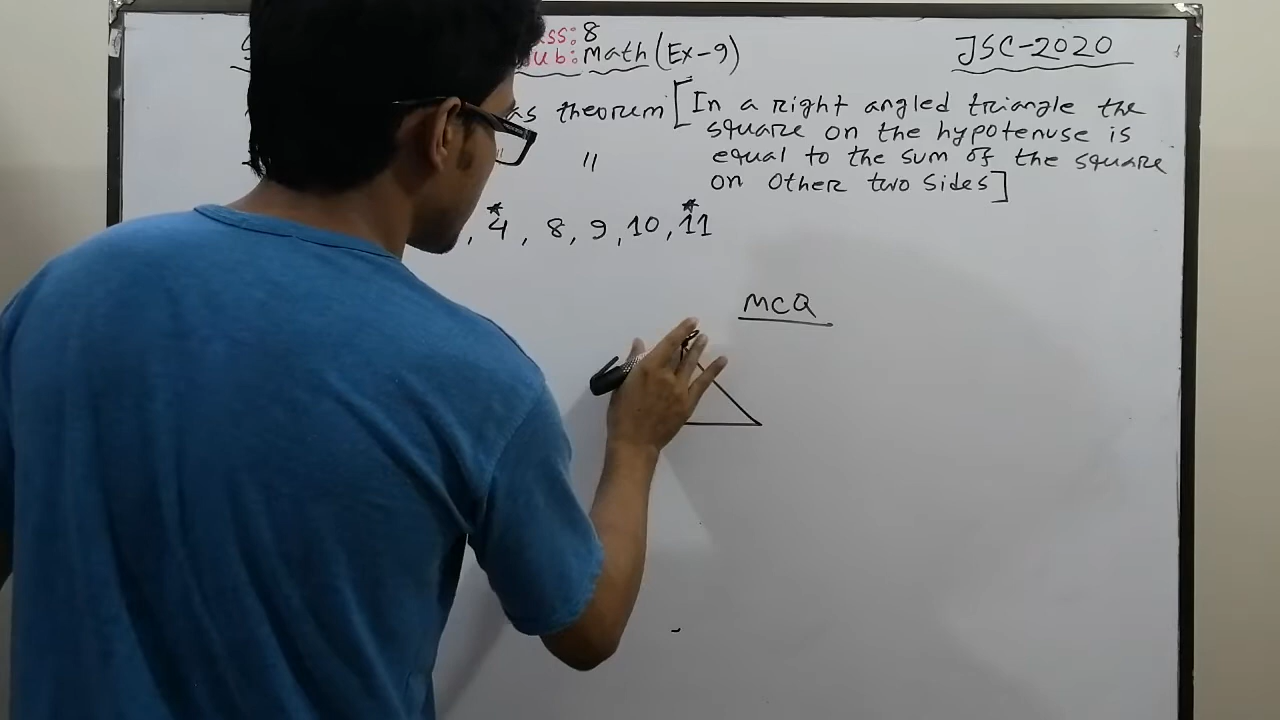 ss: 8
ub: Math (Ex-9)
JSC-2020
as theorem [In a right angled triangle the
square on the hypotenuse is
equal to the sum of the square
on other two sides]
" "
, 4, 8, 9, 10, 11
MCQ